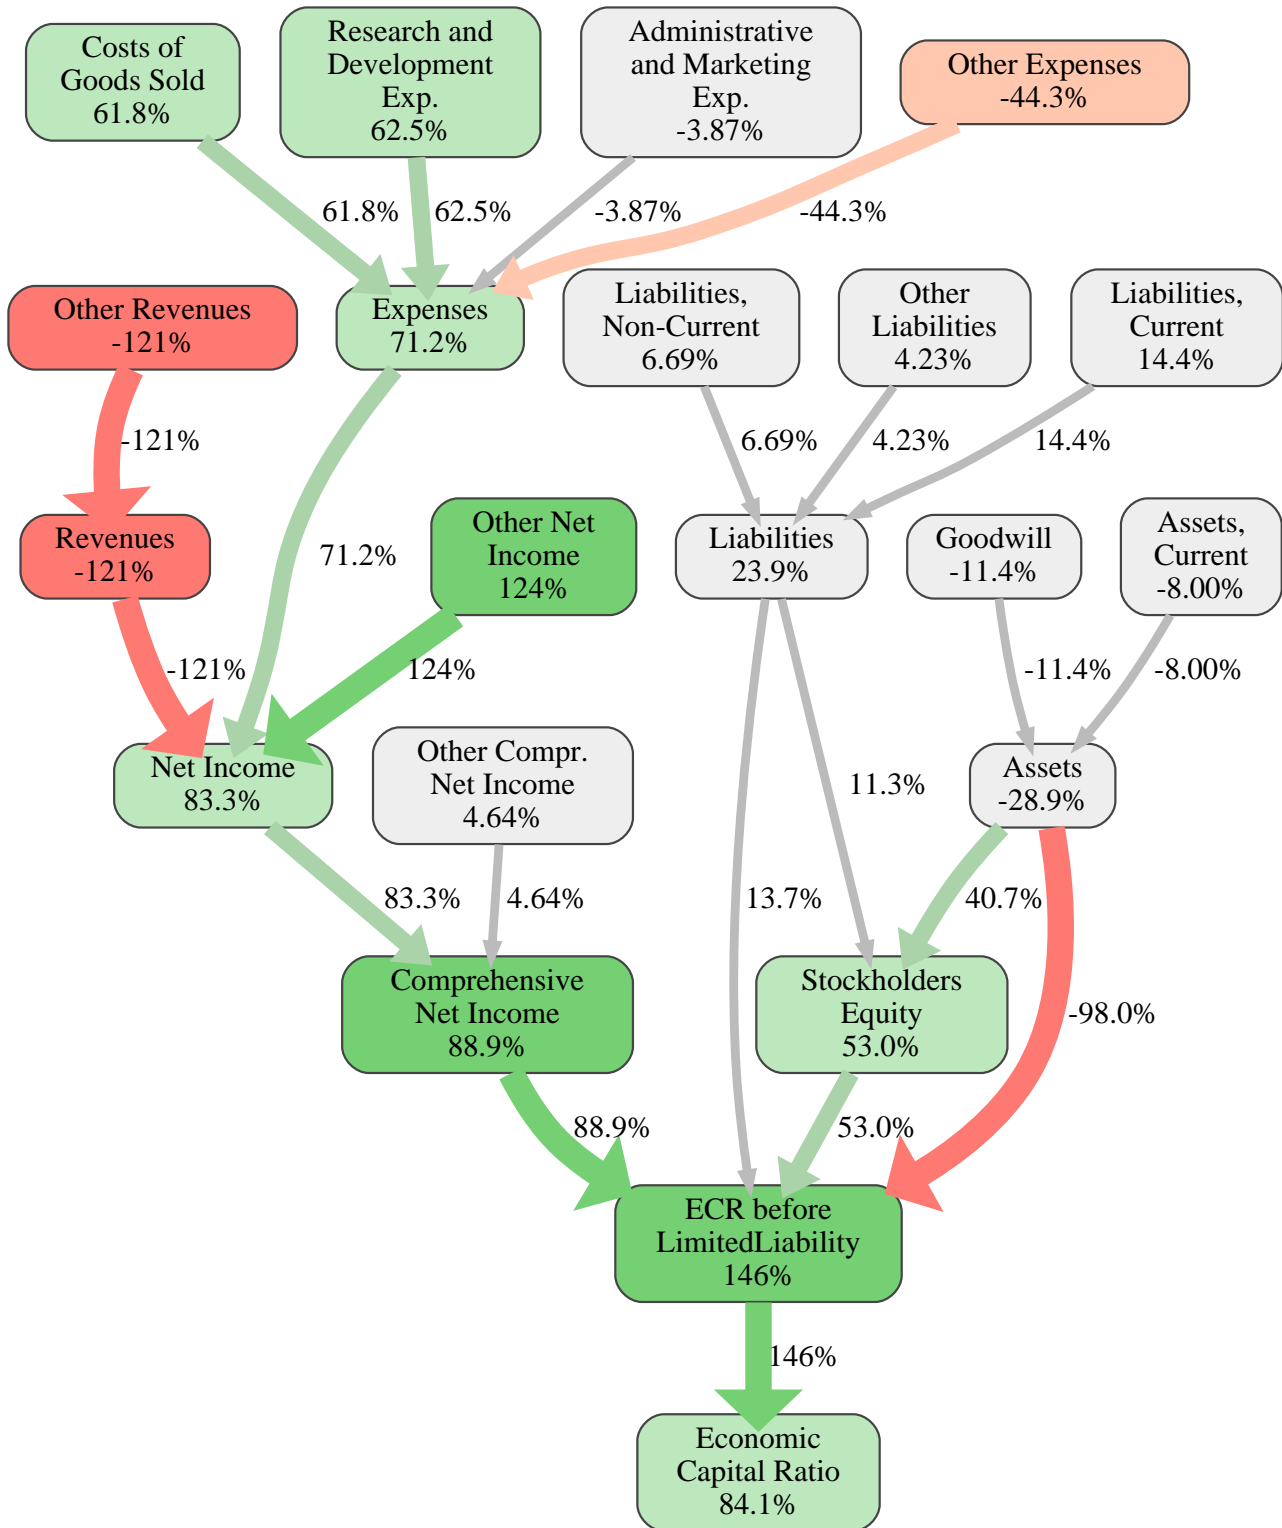 Costs of
Goods Sold
61.8%
Research and
Development
Exp.
62.5%
Administrative
and Marketing
Exp.
-3.87%
Other Expenses
-44.3%
61.8%
62.5%
-3.87%
-44.3%
Other Revenues
-121%
Expenses
71.2%
Liabilities,
Non-Current
6.69%
Other
Liabilities
4.23%
Liabilities,
Current
14.4%
-121%
6.69%
4.23%
14.4%
Revenues
-121%
71.2%
Other Net
Income
124%
Liabilities
23.9%
Goodwill
-11.4%
Assets,
Current
-8.00%
-121%
124%
-11.4%
-8.00%
Net Income
83.3%
Other Compr.
Net Income
4.64%
11.3%
Assets
-28.9%
83.3%
4.64%
13.7%
40.7%
Comprehensive
Net Income
88.9%
Stockholders
Equity
53.0%
-98.0%
88.9%
53.0%
ECR before
LimitedLiability
146%
146%
Economic
Capital Ratio
84.1%